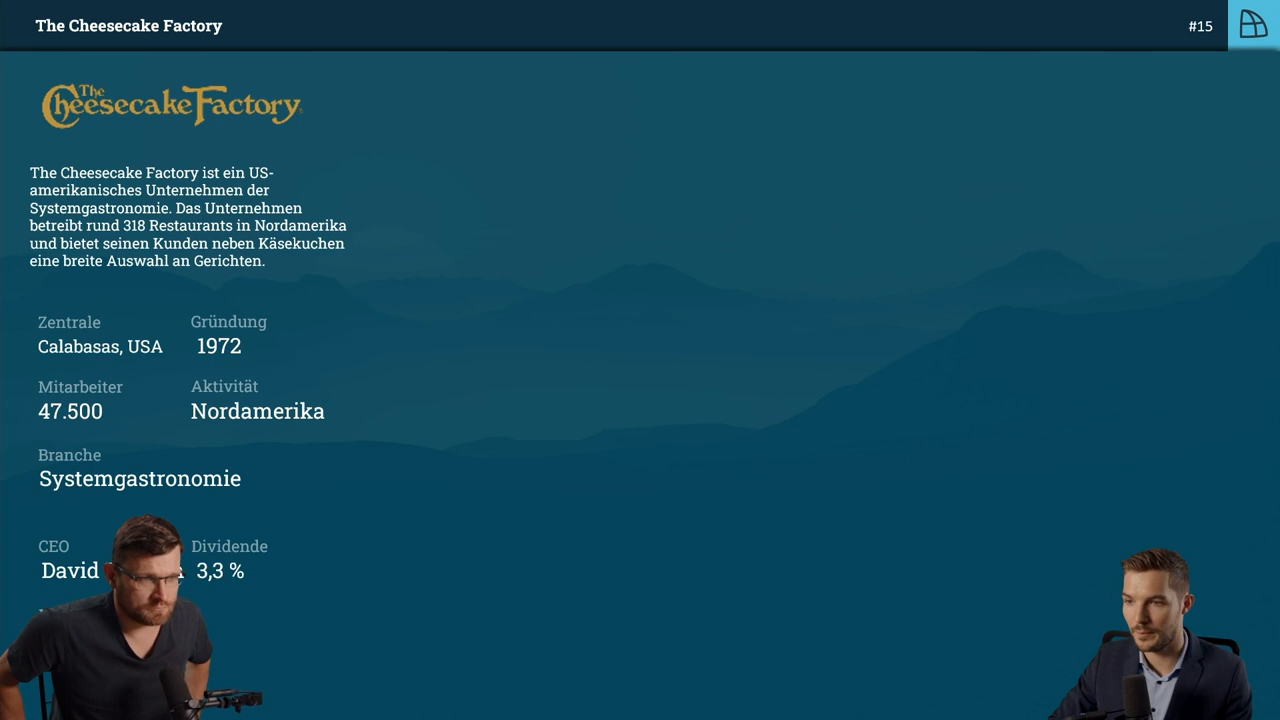 The Cheesecake Factory
#15
The
Cheesecake Factory
The Cheesecake Factory ist ein US-
amerikanisches Unternehmen der
Systemgastronomie. Das Unternehmen
betreibt rund 318 Restaurants in Nordamerika
und bietet seinen Kunden neben Käsekuchen
eine breite Auswahl an Gerichten.
Zentrale Gründung
Calabasas, USA 1972
Mitarbeiter Aktivität
47.500 Nordamerika
Branche
Systemgastronomie
CEO Dividende
David 3,3 %